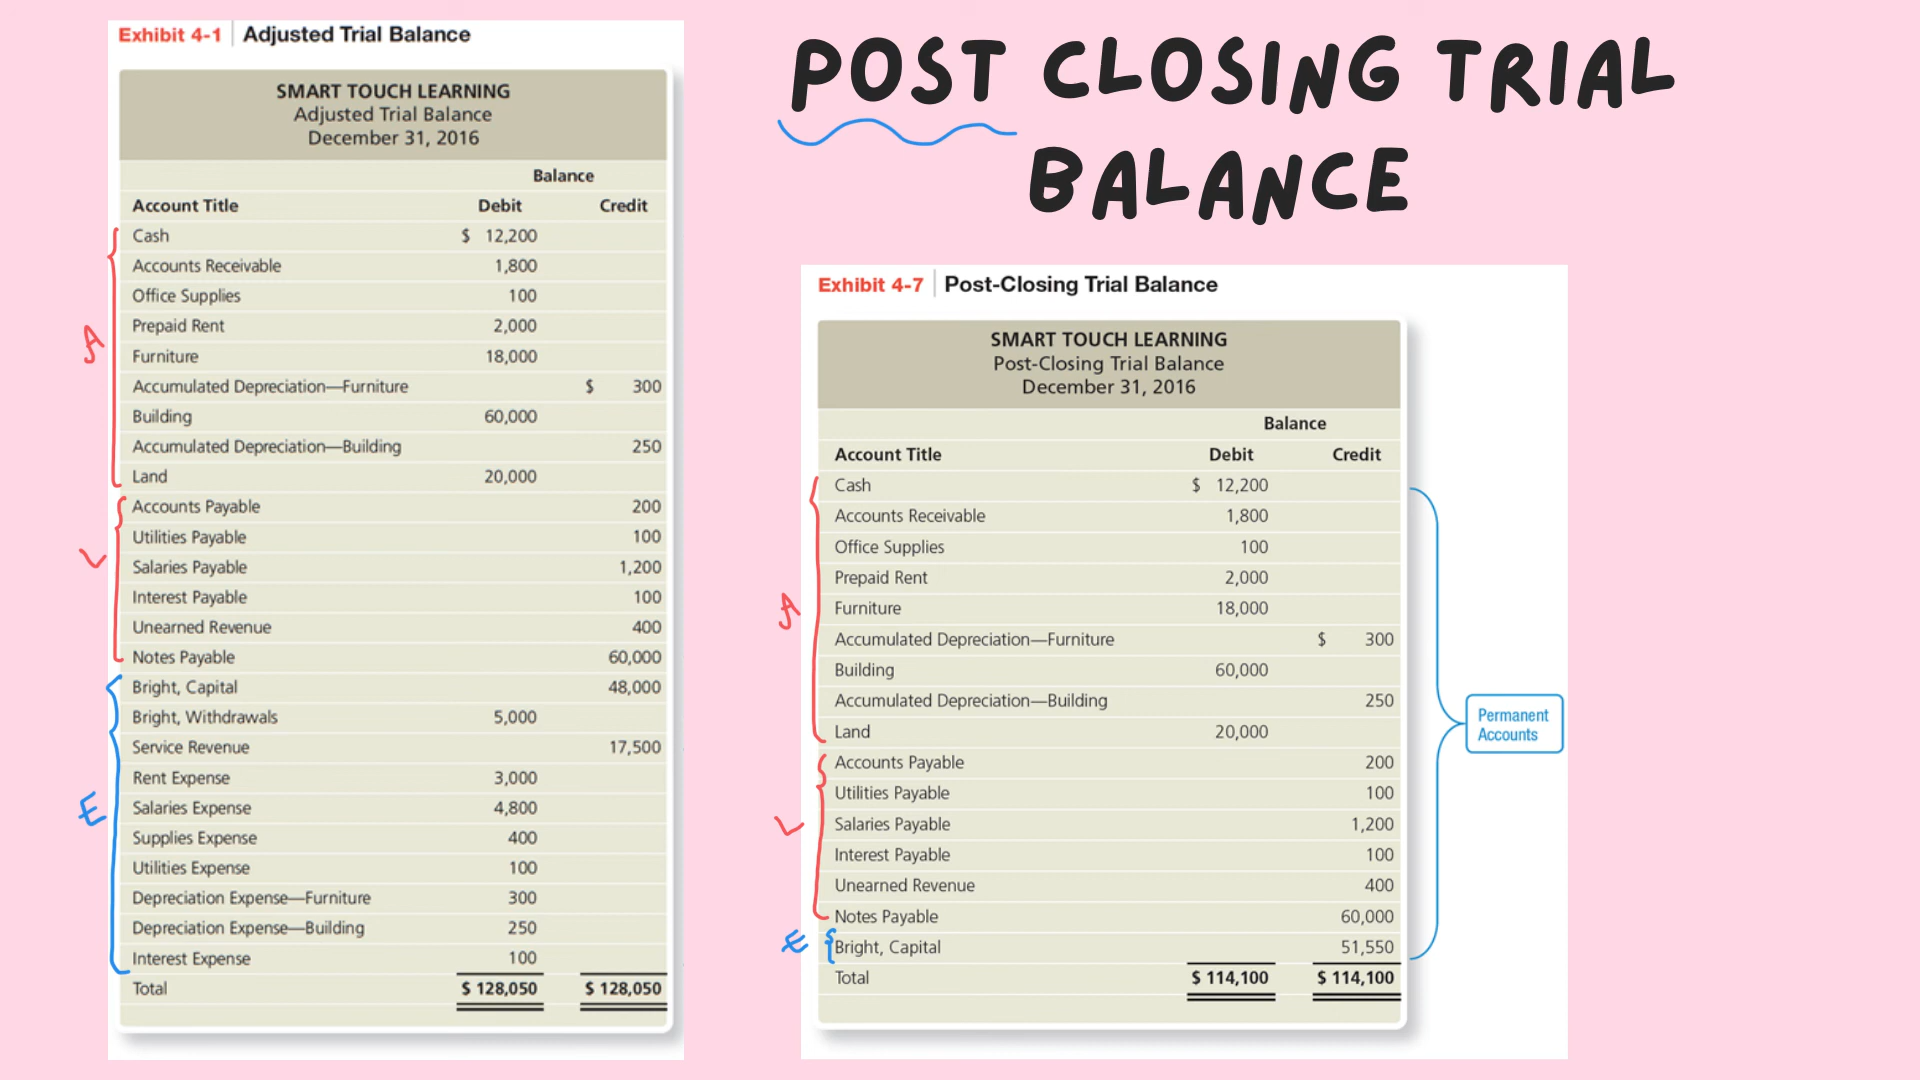 POST CLOSING TRIAL
BALANCE
Exhibit 4-1 | Adjusted Trial Balance
SMART TOUCH LEARNING
Adjusted Trial Balance
December 31, 2016
Balance
Account Title Debit Credit
Cash $ 12,200
Accounts Receivable 1,800
Office Supplies 100
Prepaid Rent 2,000
Furniture 18,000
Accumulated Depreciation—Furniture $ 300
Building 60,000
Accumulated Depreciation—Building 250
Land 20,000
Accounts Payable 200
Utilities Payable 100
Salaries Payable 1,200
Interest Payable 100
Unearned Revenue 400
Notes Payable 60,000
Bright, Capital 48,000
Bright, Withdrawals 5,000
Service Revenue 17,500
Rent Expense 3,000
Salaries Expense 4,800
Supplies Expense 400
Utilities Expense 100
Depreciation Expense—Furniture 300
Depreciation Expense—Building 250
Interest Expense 100
Total $ 128,050 $ 128,050
A
L
E
Exhibit 4-7 | Post-Closing Trial Balance
SMART TOUCH LEARNING
Post-Closing Trial Balance
December 31, 2016
Balance
Account Title Debit Credit
Cash $ 12,200
Accounts Receivable 1,800
Office Supplies 100
Prepaid Rent 2,000
Furniture 18,000
Accumulated Depreciation—Furniture $ 300
Building 60,000
Accumulated Depreciation—Building 250
Land 20,000
Accounts Payable 200
Utilities Payable 100
Salaries Payable 1,200
Interest Payable 100
Unearned Revenue 400
Notes Payable 60,000
Bright, Capital 51,550
Total $ 114,100 $ 114,100
A
L
E
Permanent
Accounts